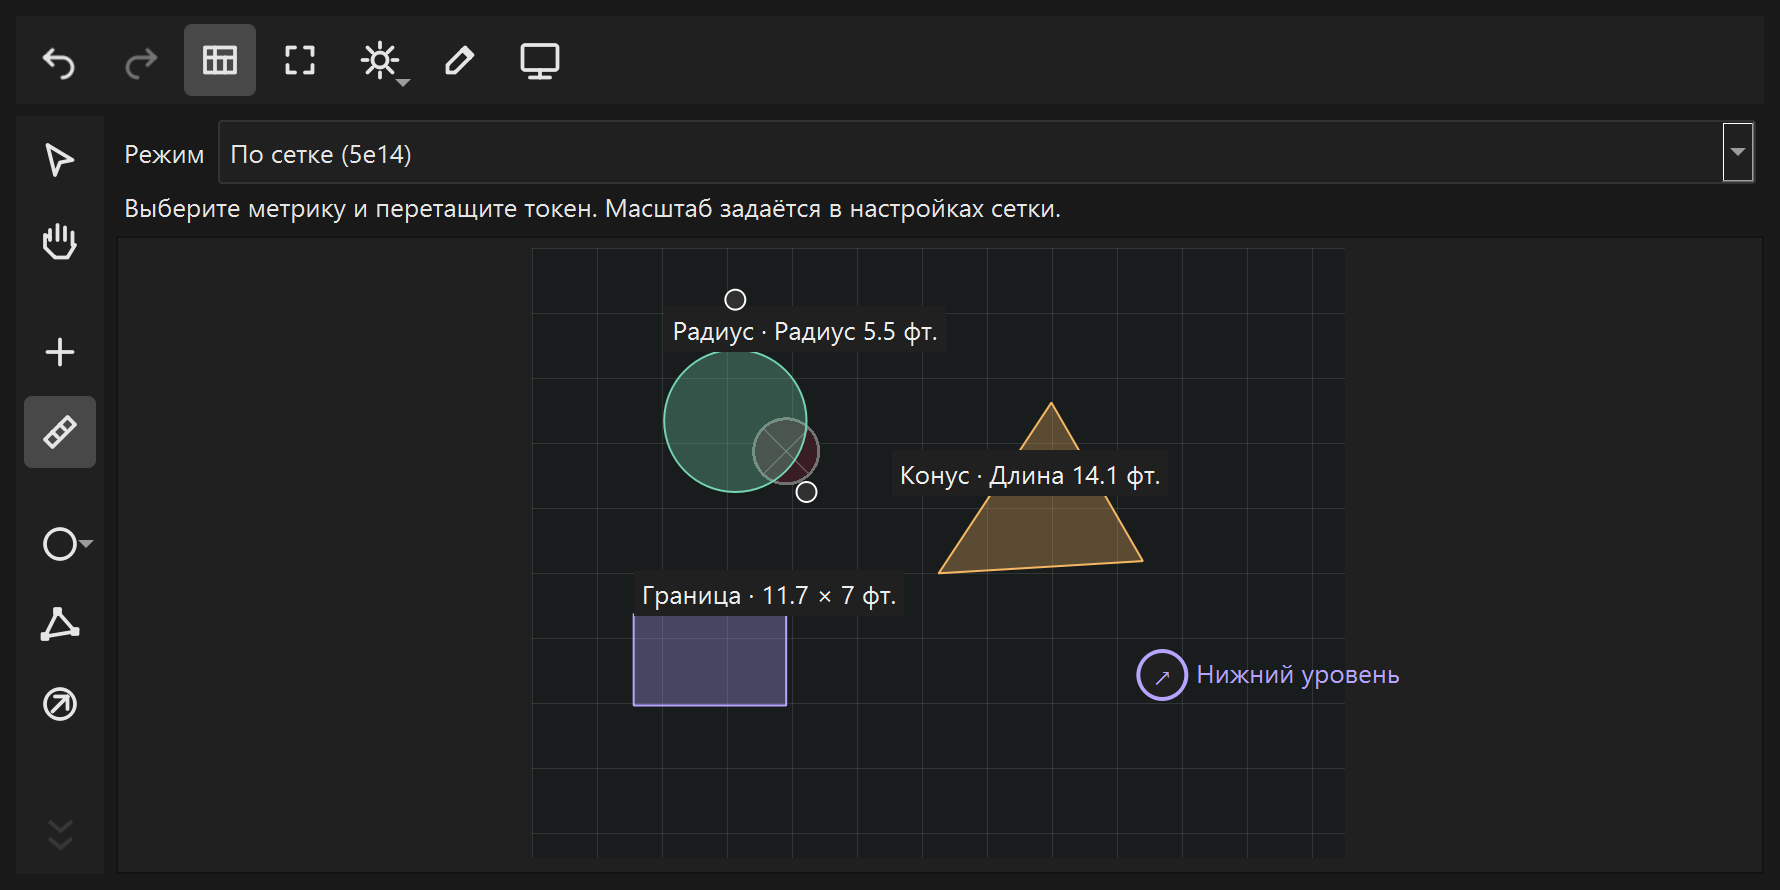 Режим
По сетке (5e14)
Выберите метрику и перетащите токен. Масштаб задаётся в настройках сетки.
Радиус · Радиус 5.5 фт.
Конус · Длина 14.1 фт.
Граница · 11.7 × 7 фт.
Нижний уровень